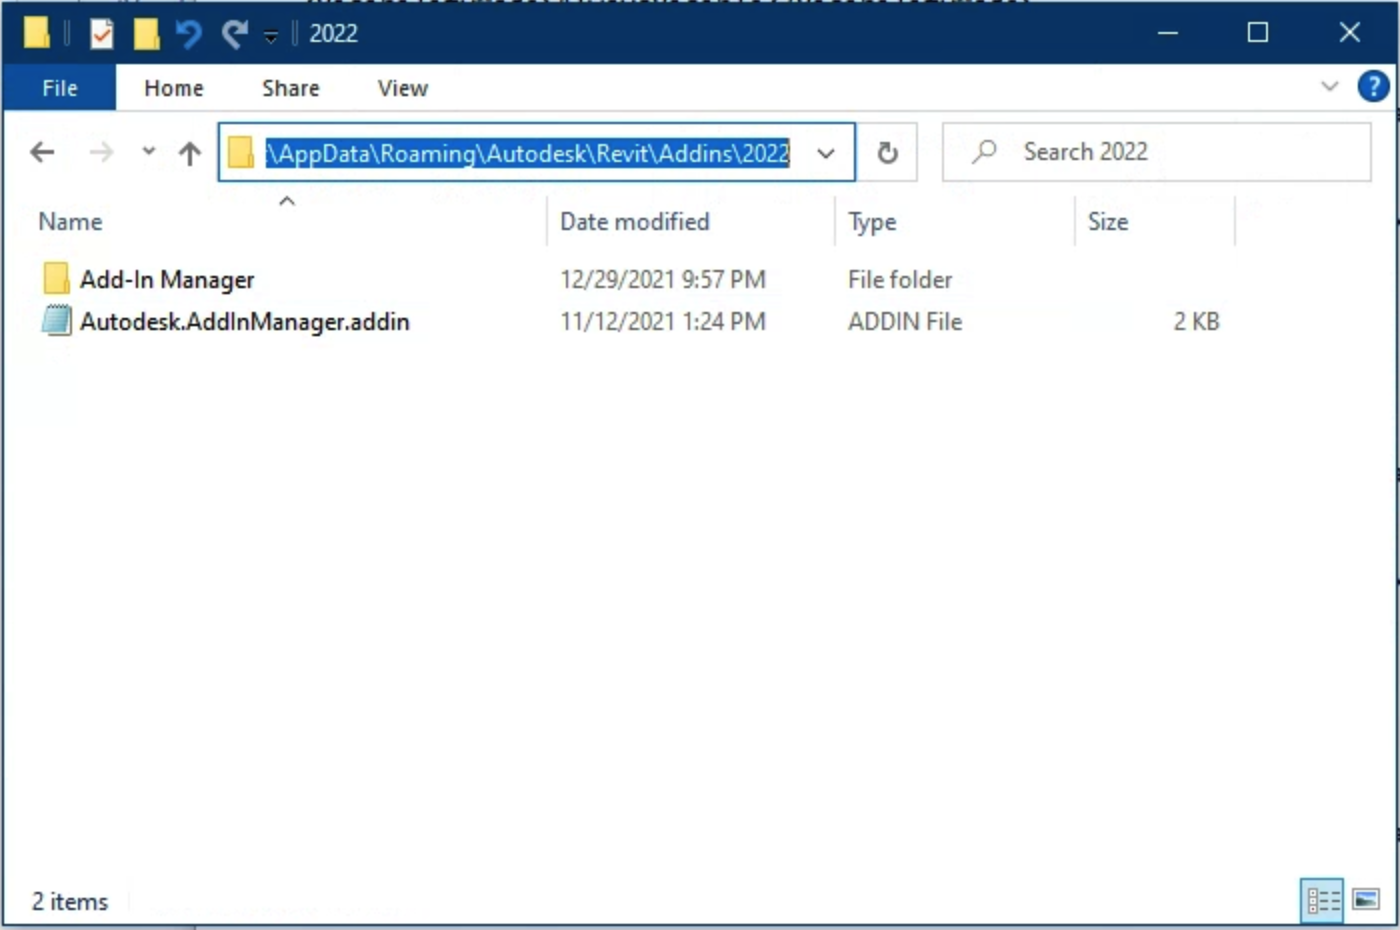 2022
File Home Share View ?
:\AppData\Roaming\Autodesk\Revit\Addins\2022 Search 2022
Name Date modified Type Size
Add-In Manager 12/29/2021 9:57 PM File folder
Autodesk.AddInManager.addin 11/12/2021 1:24 PM ADDIN File 2 KB
2 items